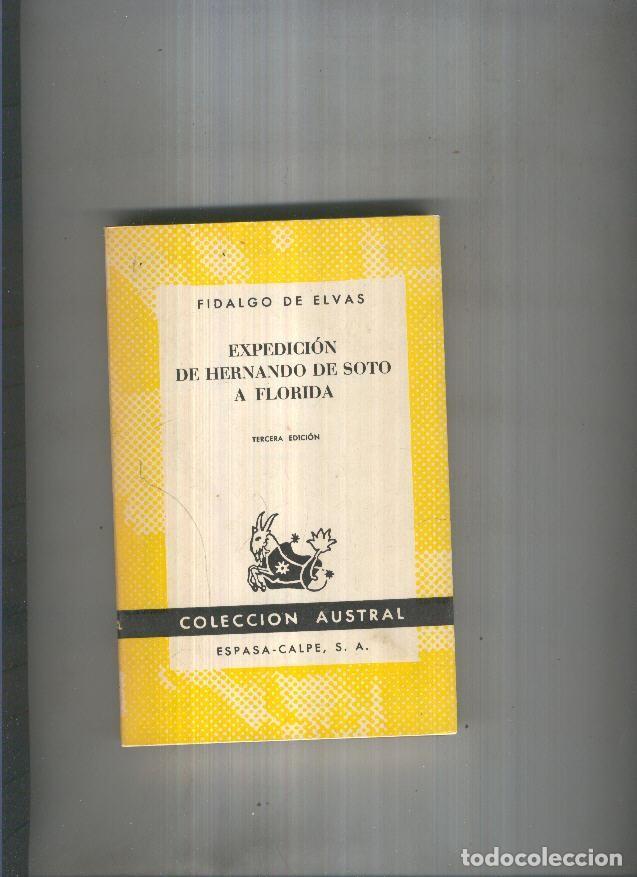 FIDALGO DE ELVAS
EXPEDICIÓN
DE HERNANDO DE SOTO
A FLORIDA
TERCERA EDICIÓN
COLECCION AUSTRAL
ESPASA-CALPE, S. A.
todocoleccion